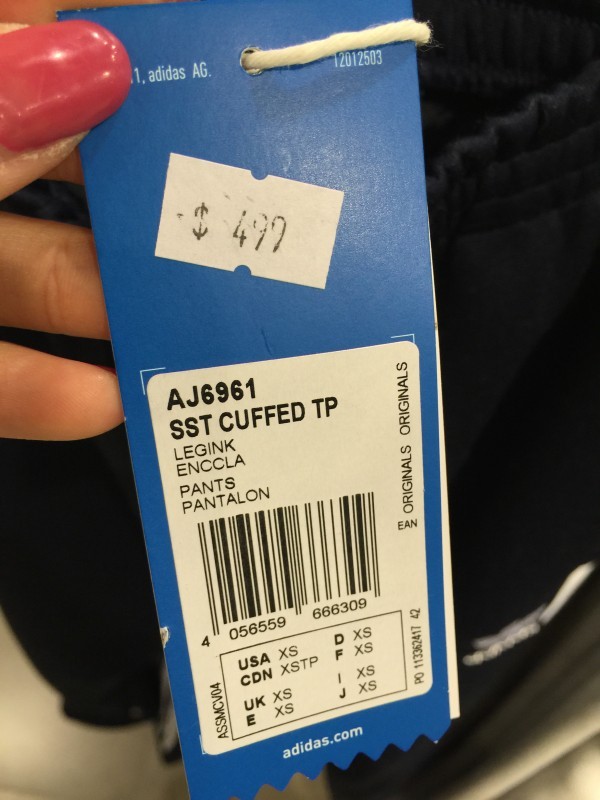 1, adidas AG.
12012503
$ 499
AJ6961
SST CUFFED TP
LEGINK
ENCCLA
PANTS
PANTALON
EAN ORIGINALS ORIGINALS
4 056559 666309
USA XS
CDN XSTP
UK XS
E XS
D XS
F XS
I XS
J XS
ASSMCV04
PO 113362417 42
adidas.com